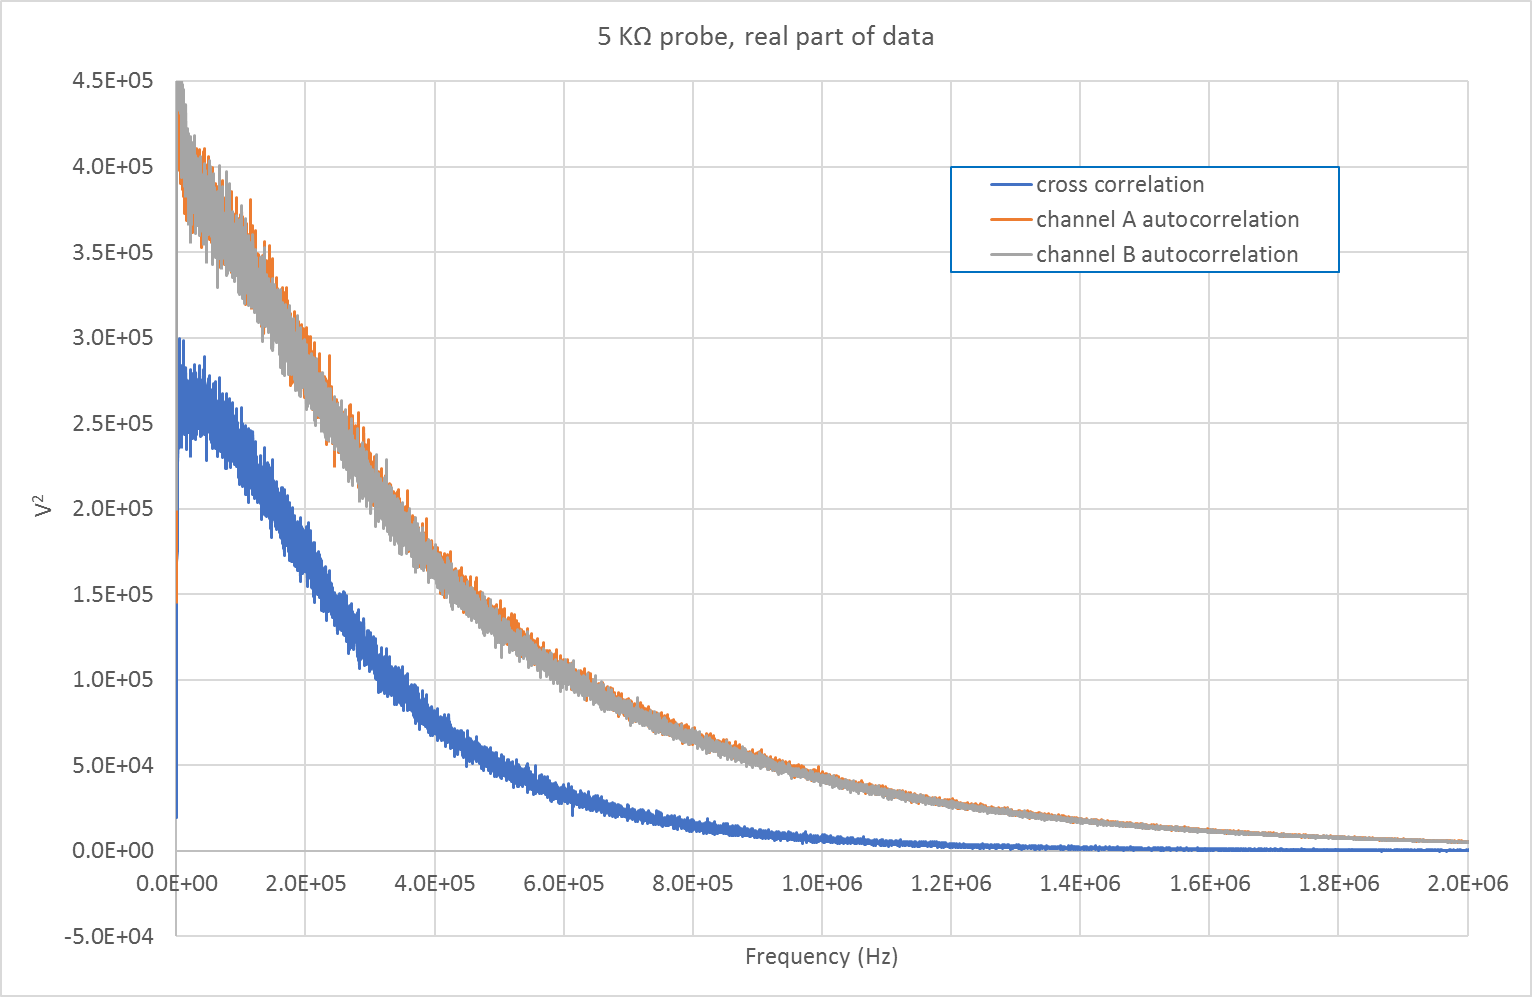 5 KΩ probe, real part of data
4.5E+05
4.0E+05
cross correlation
channel A autocorrelation
3.5E+05
channel B autocorrelation
3.0E+05
2.5E+05
V²
2.0E+05
1.5E+05
1.0E+05
5.0E+04
0.0E+00
0.0E+00 2.0E+05 4.0E+05 6.0E+05 8.0E+05 1.0E+06 1.2E+06 1.4E+06 1.6E+06 1.8E+06 2.0E+06
-5.0E+04
Frequency (Hz)